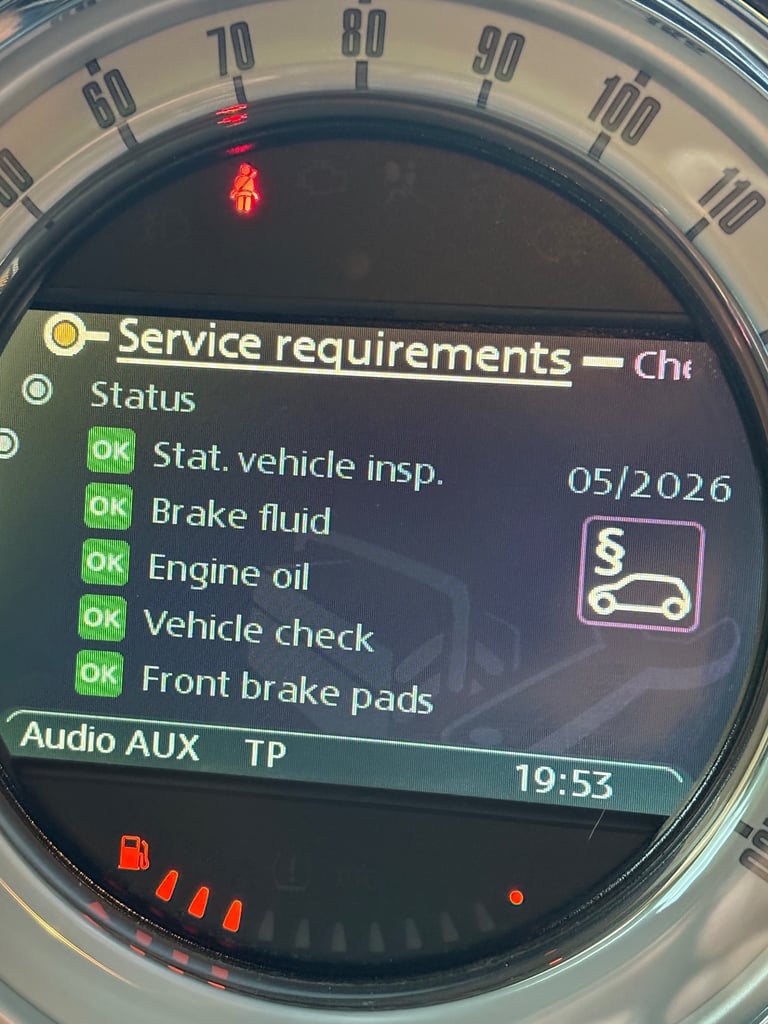 60
70
80
90
100
110
Service requirements
Status
OK Stat. vehicle insp. 05/2026
OK Brake fluid
§
OK Engine oil
OK Vehicle check
OK Front brake pads
Audio AUX TP 19:53